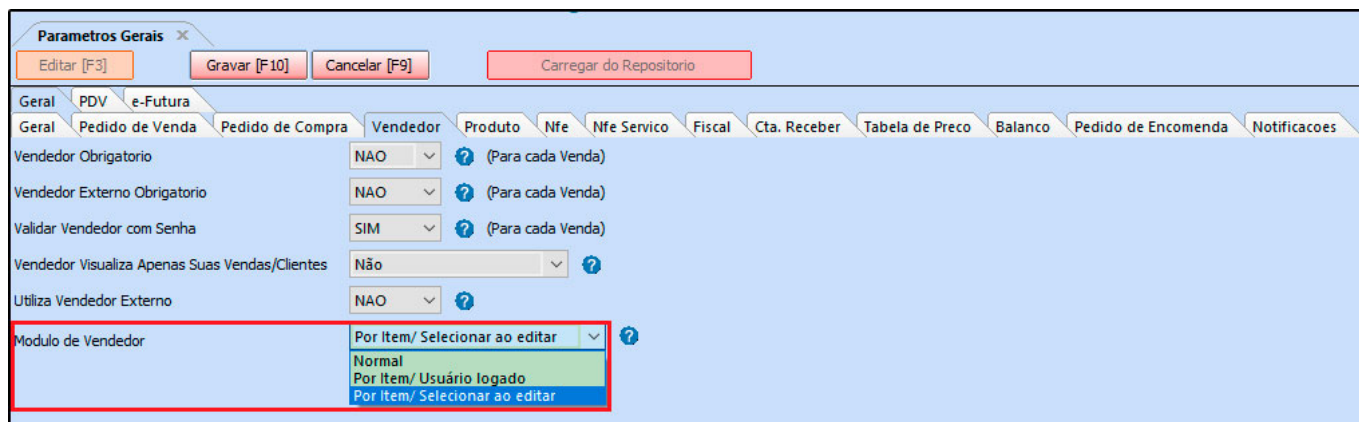 Parametros Gerais
Editar [F3] Gravar [F10] Cancelar [F9] Carregar do Repositorio
Geral PDV e-Futura
Geral Pedido de Venda Pedido de Compra Vendedor Produto Nfe Nfe Servico Fiscal Cta. Receber Tabela de Preco Balanco Pedido de Encomenda Notificacoes
Vendedor Obrigatorio NAO ? (Para cada Venda)
Vendedor Externo Obrigatorio NAO ? (Para cada Venda)
Validar Vendedor com Senha SIM ? (Para cada Venda)
Vendedor Visualiza Apenas Suas Vendas/Clientes Não ?
Utiliza Vendedor Externo NAO ?
Modulo de Vendedor Por Item/ Selecionar ao editar ?
Normal
Por Item/ Usuário logado
Por Item/ Selecionar ao editar